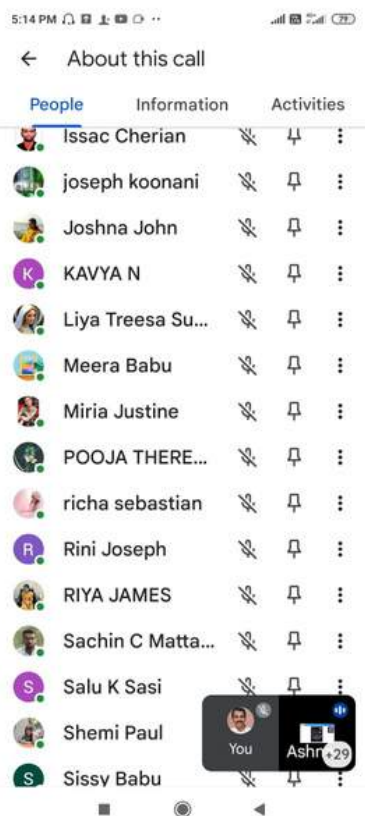 5:14 PM
79
About this call
People Information Activities
Issac Cherian
joseph koonani
Joshna John
K KAVYA N
Liya Treesa Su...
Meera Babu
Miria Justine
POOJA THERE...
richa sebastian
R Rini Joseph
RIYA JAMES
Sachin C Matta...
S Salu K Sasi
Shemi Paul
You Ashn +29
S Sissy Babu